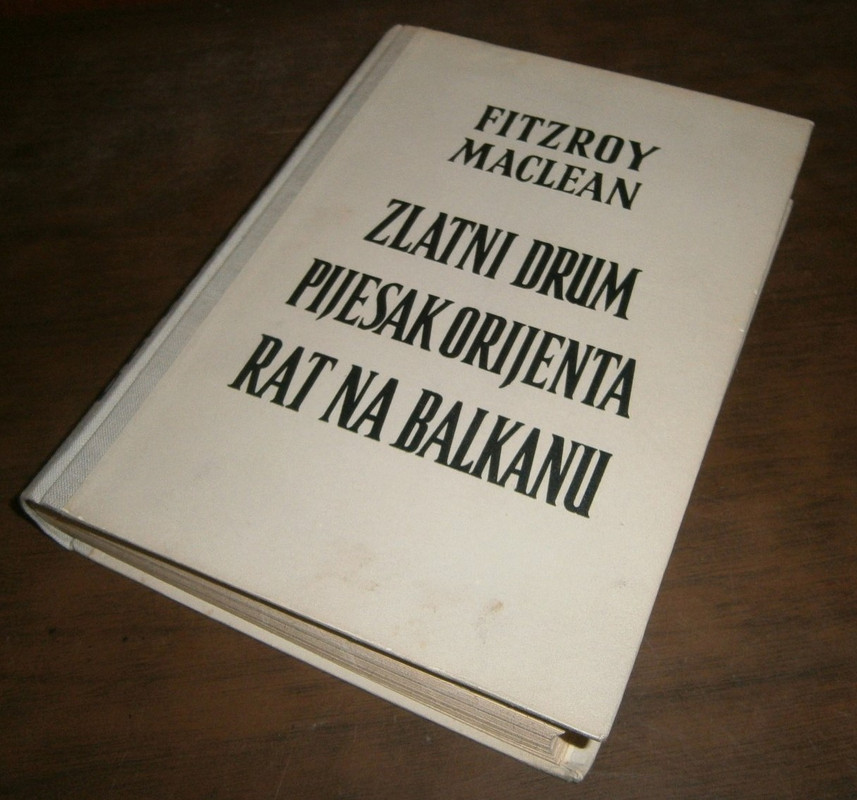 FITZROY
MACLEAN
ZLATNI DRUM
PIJESAK ORIJENTA
RAT NA BALKANU